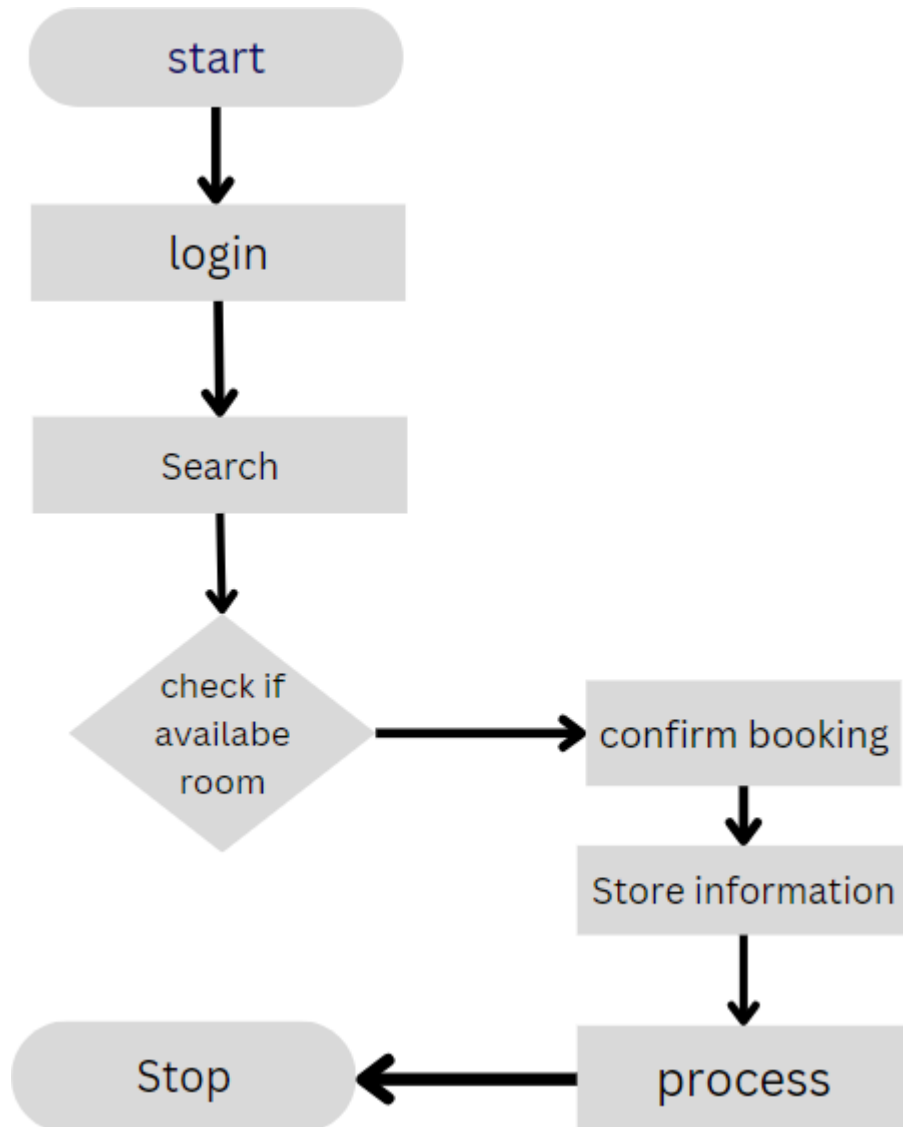 start
login
Search
check if
availabe
room
confirm booking
Store information
process
Stop